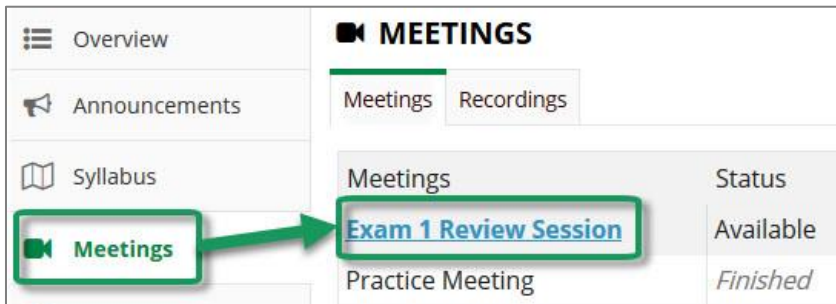 Overview
Announcements
Syllabus
Meetings
MEETINGS
Meetings Recordings
Meetings Status
Exam 1 Review Session Available
Practice Meeting Finished